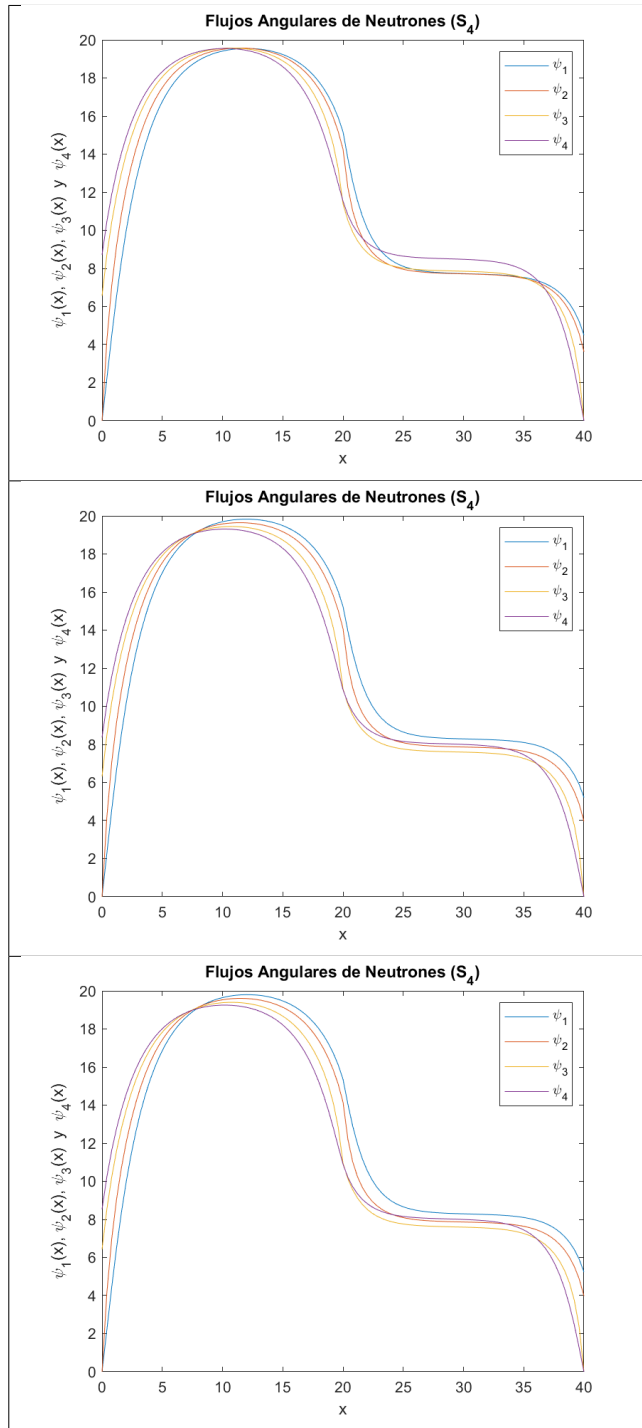 Flujos Angulares de Neutrones (S₄)
20
18
16
14
12
10
8
6
4
2
0
ψ₁(x), ψ₂(x), ψ₃(x) y ψ₄(x)
ψ₁
ψ₂
ψ₃
ψ₄
0 5 10 15 20 25 30 35 40
x
Flujos Angulares de Neutrones (S₄)
20
18
16
14
12
10
8
6
4
2
0
ψ₁(x), ψ₂(x), ψ₃(x) y ψ₄(x)
ψ₁
ψ₂
ψ₃
ψ₄
0 5 10 15 20 25 30 35 40
x
Flujos Angulares de Neutrones (S₄)
20
18
16
14
12
10
8
6
4
2
0
ψ₁(x), ψ₂(x), ψ₃(x) y ψ₄(x)
ψ₁
ψ₂
ψ₃
ψ₄
0 5 10 15 20 25 30 35 40
x